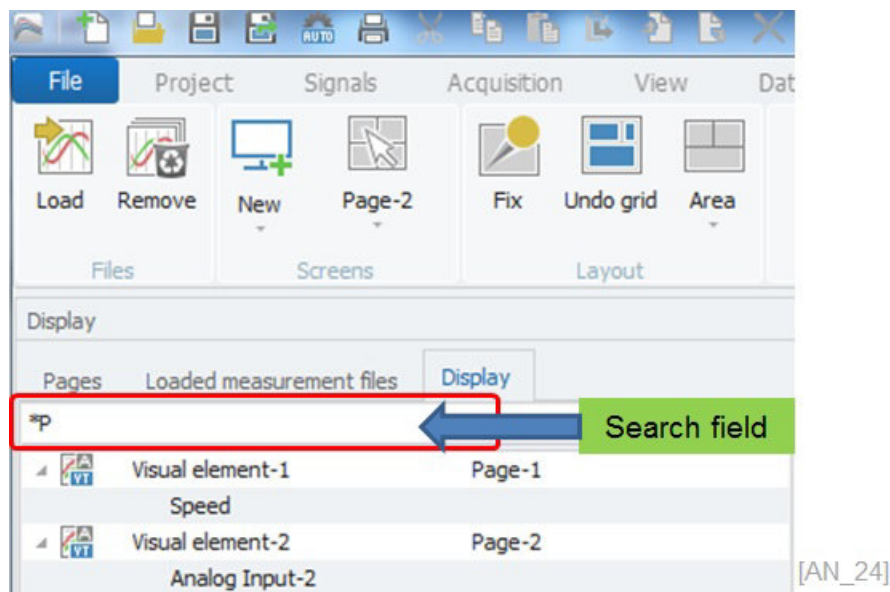 AUTO
File Project Signals Acquisition View Dat
Load Remove New Page-2 Fix Undo grid Area
Files Screens Layout
Display
Pages Loaded measurement files Display
*P
Search field
Visual element-1 Page-1
Speed
Visual element-2 Page-2
Analog Input-2
[AN_24]